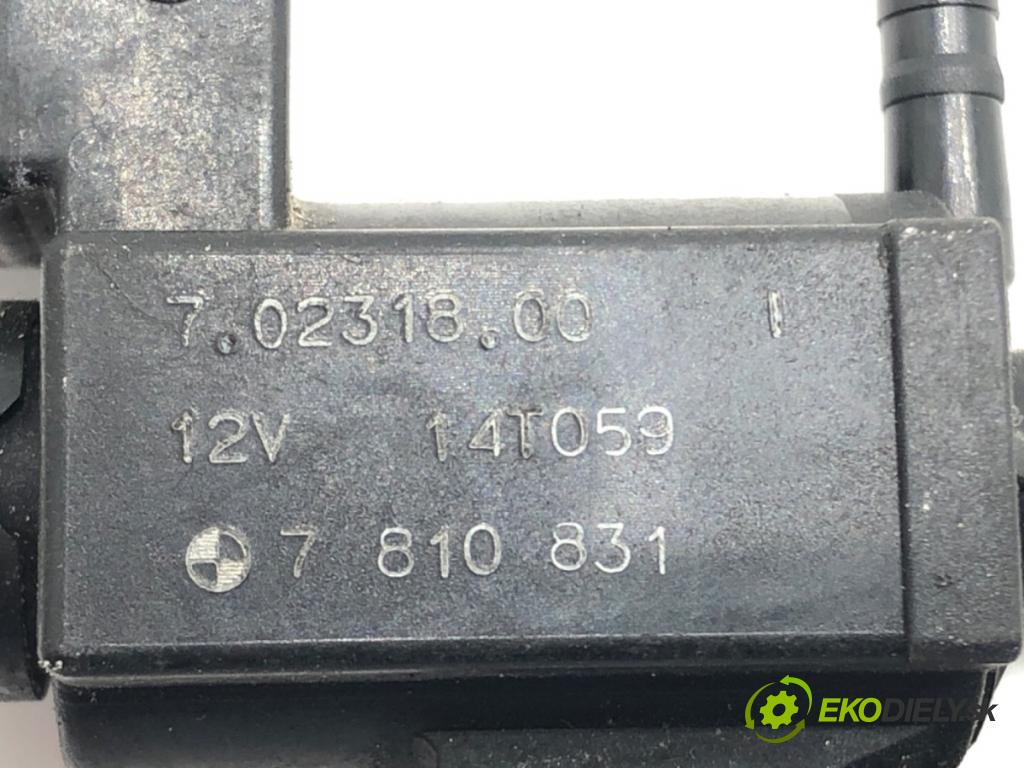 7.02318.00 I
12V 14T059
7 810 831
EKODIELY.SK